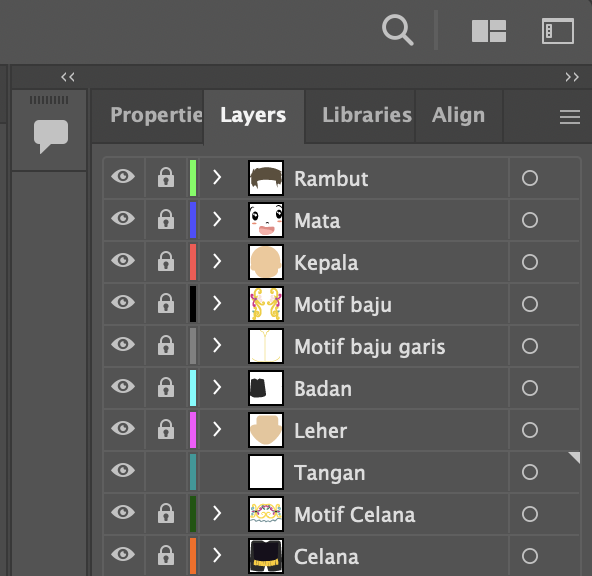 Propertie Layers Libraries Align
Rambut
Mata
Kepala
Motif baju
Motif baju garis
Badan
Leher
Tangan
Motif Celana
Celana